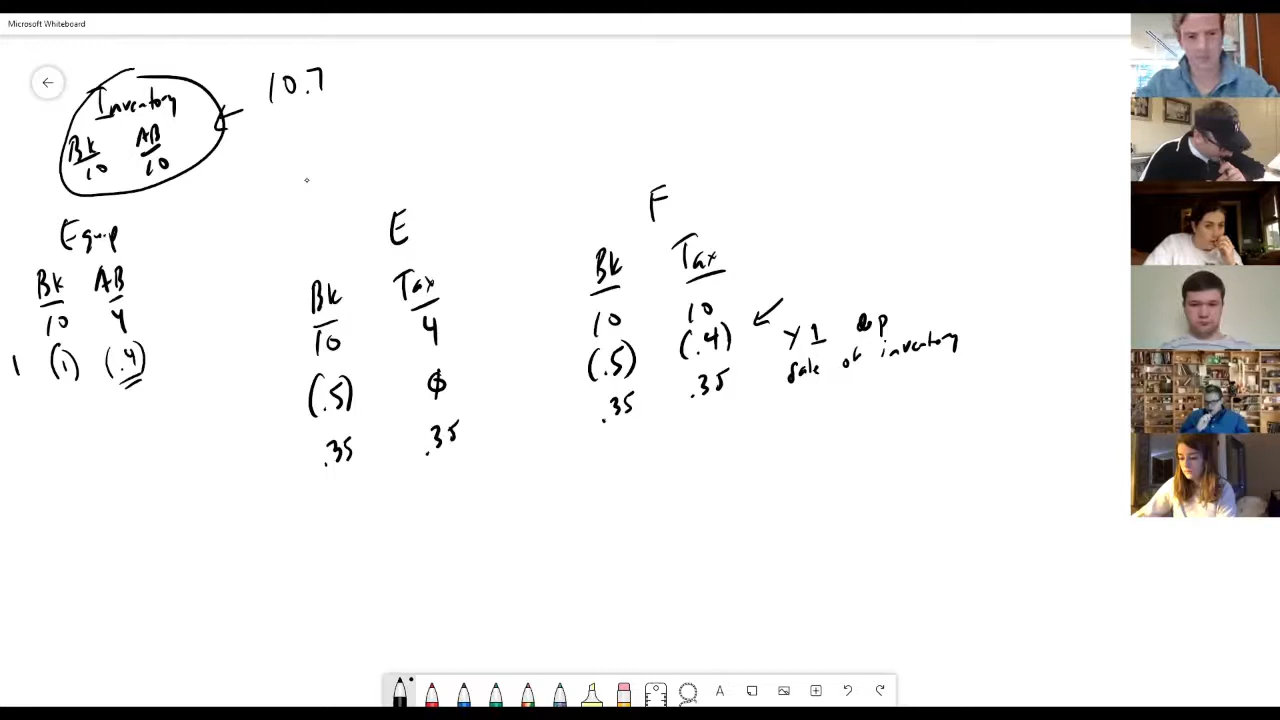 Microsoft Whiteboard
Inventory
Bk AB
10 10
10.7
Equip
Bk AB
10 4
1 (1) (.4)
E
Bk Tax
10 4
(.5) ∅
.35 .35
F
Bk Tax
10 10
(.5) (.4)
.35 .35
Y1 dep
Sale of inventory
A